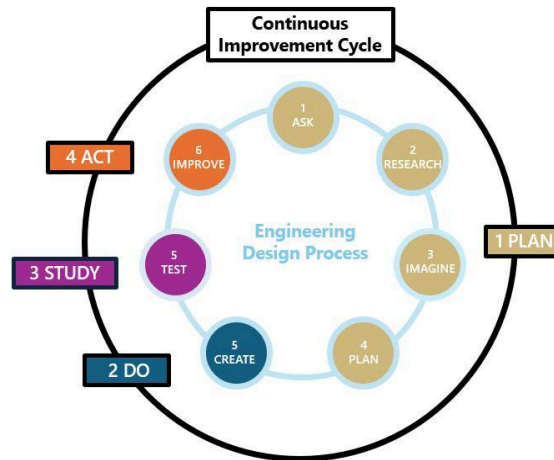 Continuous
Improvement Cycle
1
ASK
2
RESEARCH
3
IMAGINE
4
PLAN
5
CREATE
5
TEST
6
IMPROVE
Engineering
Design Process
1 PLAN
2 DO
3 STUDY
4 ACT